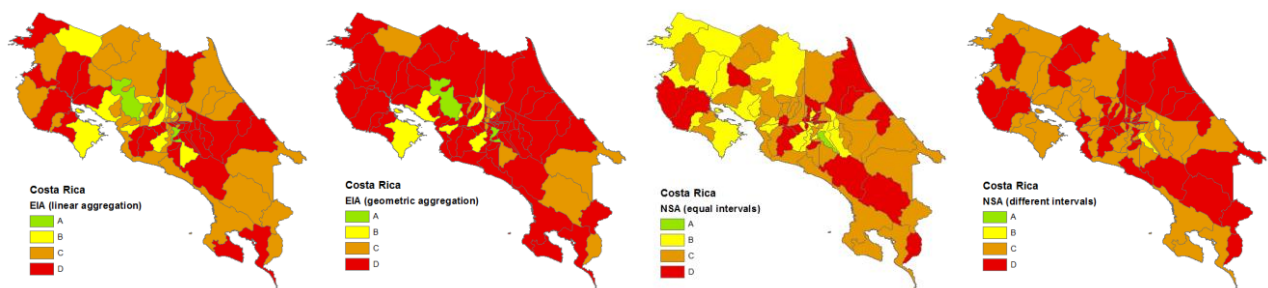 Costa Rica
EIA (linear aggregation)
A
B
C
D
Costa Rica
EIA (geometric aggregation)
A
B
C
D
Costa Rica
NSA (equal intervals)
A
B
C
D
Costa Rica
NSA (different intervals)
A
B
C
D